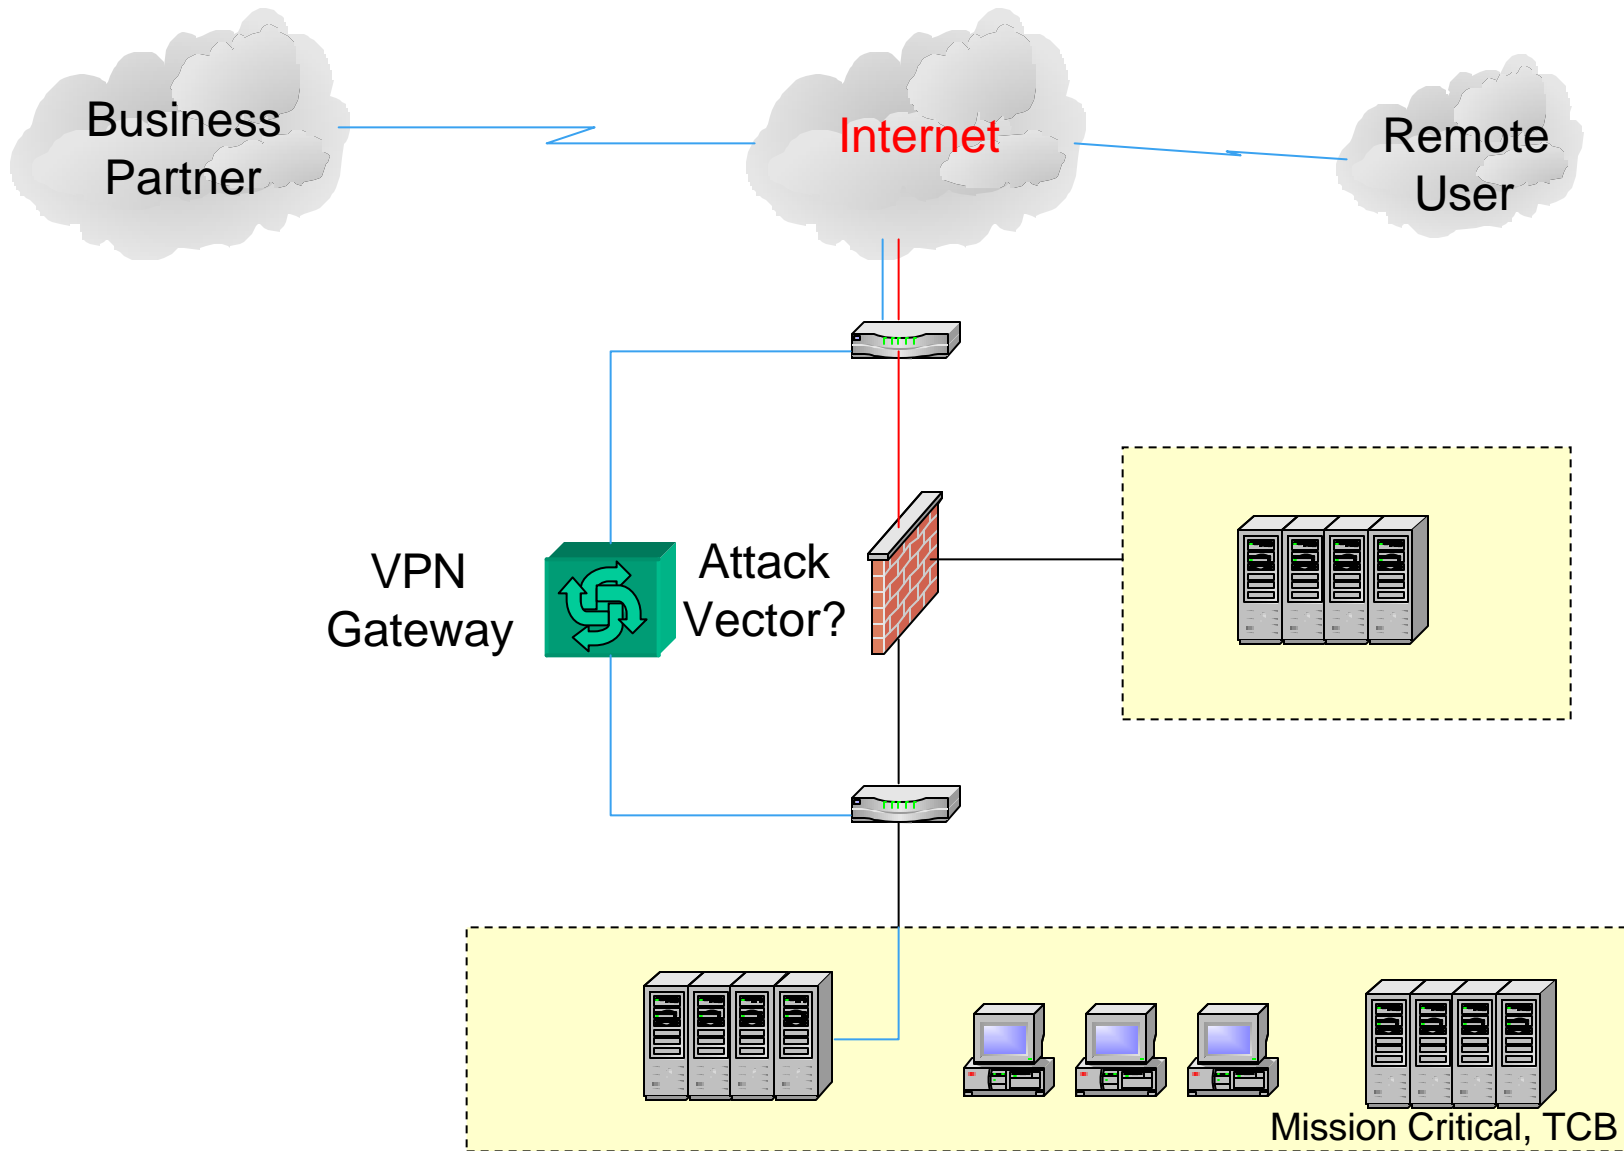 Business
Partner
Internet
Remote
User
VPN
Gateway
Attack
Vector?
Mission Critical, TCB